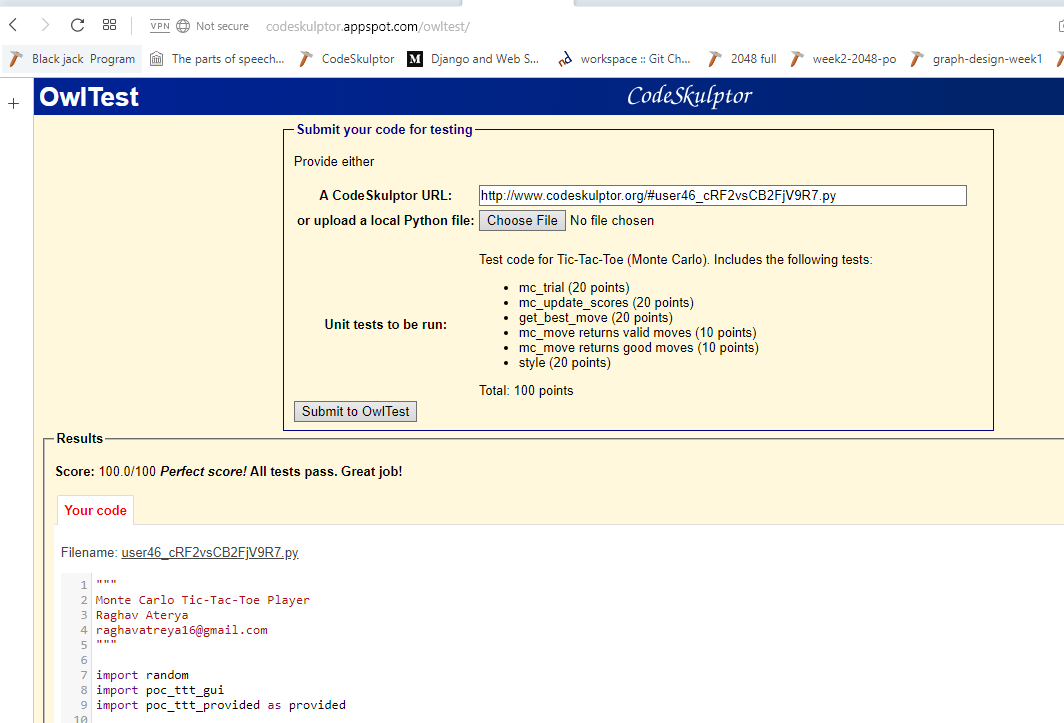 VPN Not secure codeskulptor.appspot.com/owltest/
Black jack Program The parts of speech... CodeSkulptor M Django and Web S... workspace :: Git Ch... 2048 full week2-2048-po graph-design-week1
+ OwlTest CodeSkulptor
Submit your code for testing
Provide either
A CodeSkulptor URL: http://www.codeskulptor.org/#user46_cRF2vsCB2FjV9R7.py
or upload a local Python file: Choose File No file chosen
Test code for Tic-Tac-Toe (Monte Carlo). Includes the following tests:
Unit tests to be run:
• mc_trial (20 points)
• mc_update_scores (20 points)
• get_best_move (20 points)
• mc_move returns valid moves (10 points)
• mc_move returns good moves (10 points)
• style (20 points)
Total: 100 points
Submit to OwlTest
Results
Score: 100.0/100 Perfect score! All tests pass. Great job!
Your code
Filename: user46_cRF2vsCB2FjV9R7.py
1 """
2 Monte Carlo Tic-Tac-Toe Player
3 Raghav Aterya
4 raghavatreya16@gmail.com
5 """
6
7 import random
8 import poc_ttt_gui
9 import poc_ttt_provided as provided
10